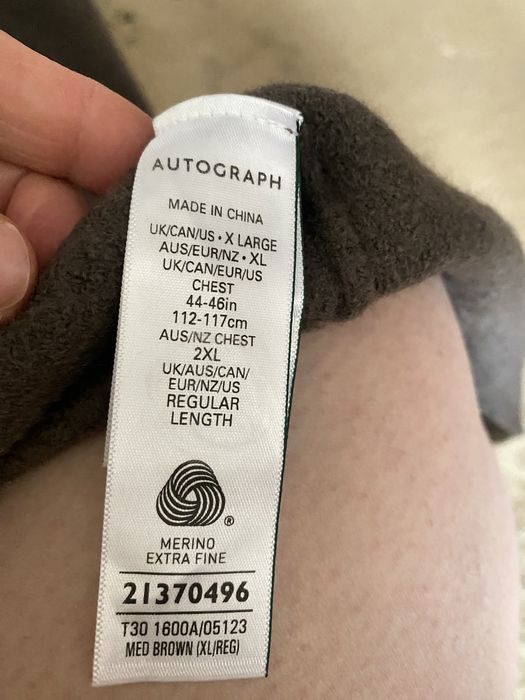 AUTOGRAPH
MADE IN CHINA
UK/CAN/US • X LARGE
AUS/EUR/NZ • XL
UK/CAN/EUR/US
CHEST
44-46in
112-117cm
AUS/NZ CHEST
2XL
UK/AUS/CAN/
EUR/NZ/US
REGULAR
LENGTH
®
MERINO
EXTRA FINE
21370496
T30 1600A/05123
MED BROWN (XL/REG)